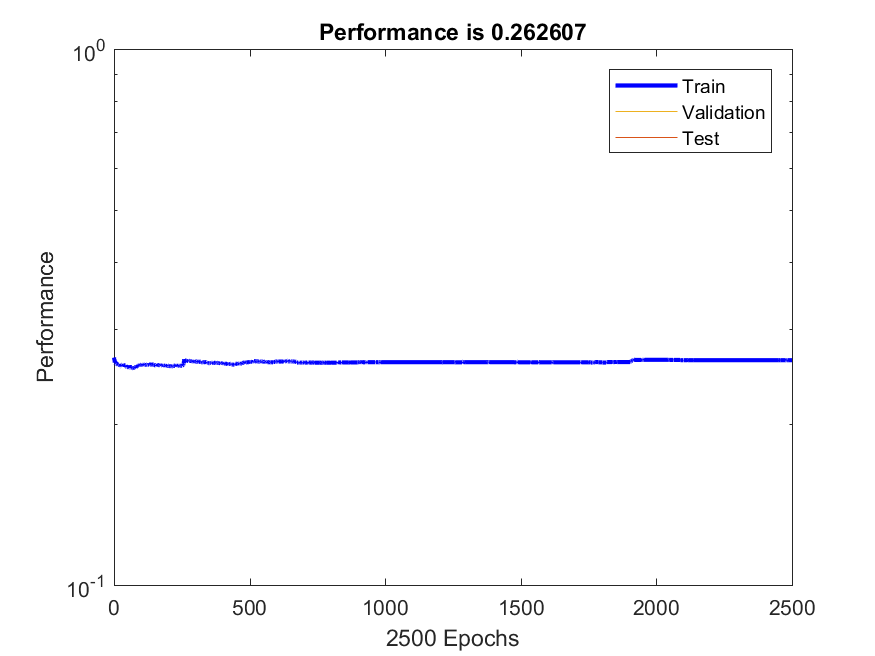 Performance is 0.262607
10^0
Train
Validation
Test
Performance
10^-1
0 500 1000 1500 2000 2500
2500 Epochs